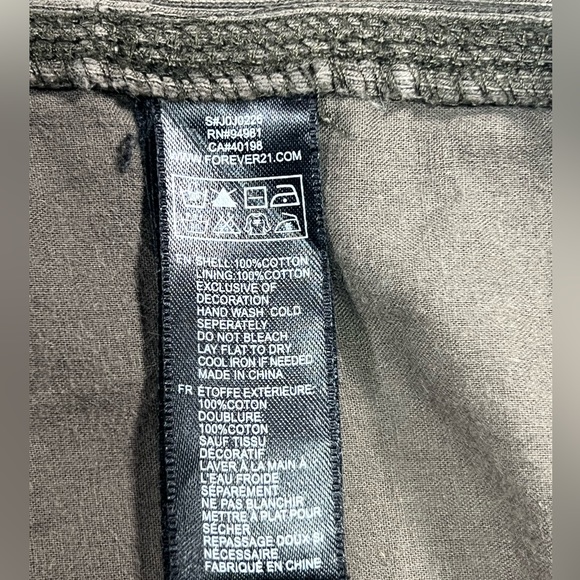 S#J0J0226
RN#94961
CA#40198
WWW.FOREVER21.COM
EN SHELL:100%COTTON
LINING:100%COTTON
EXCLUSIVE OF
DECORATION
HAND WASH COLD
SEPERATELY
DO NOT BLEACH
LAY FLAT TO DRY
COOL IRON IF NEEDED
MADE IN CHINA
FR ÉTOFFE EXTÉRIEURE:
100%COTON
DOUBLURE:
100%COTON
SAUF TISSU
DÉCORATIF
LAVER À LA MAIN À
L'EAU FROIDE
SÉPARÉMENT
NE PAS BLANCHIR
METTRE À PLAT POUR
SÉCHER
REPASSAGE DOUX SI
NÉCESSAIRE
FABRIQUÉ EN CHINE